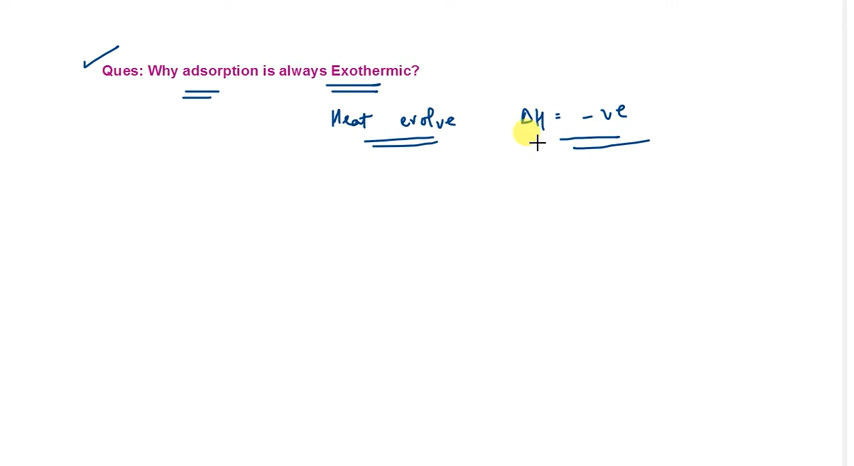 Ques: Why adsorption is always Exothermic?
Heat evolve ΔH = -ve